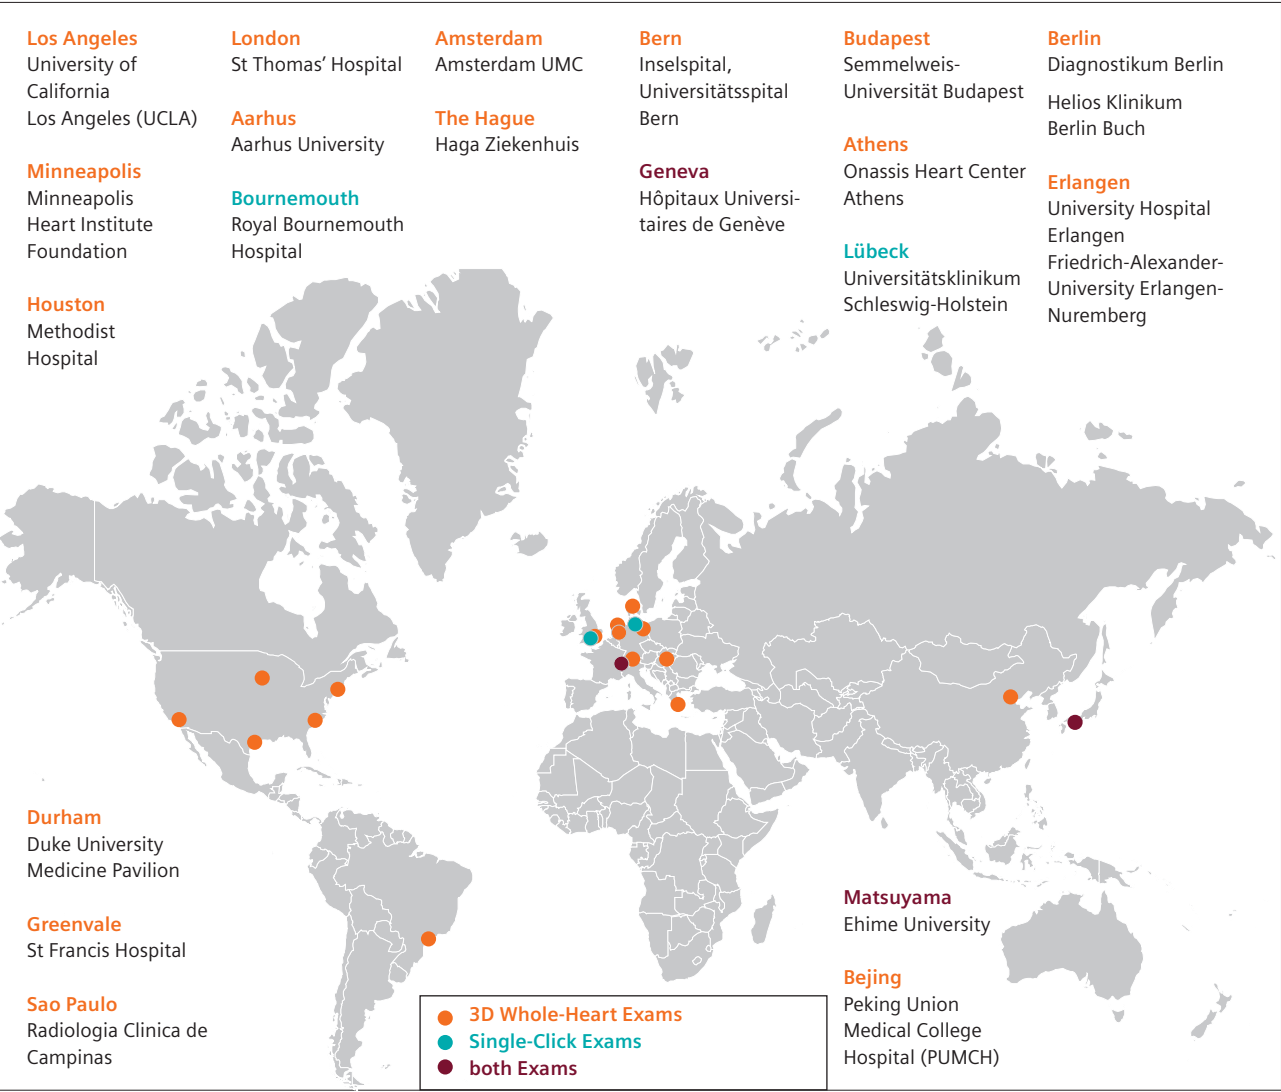 Los Angeles
University of
California
Los Angeles (UCLA)
Minneapolis
Minneapolis
Heart Institute
Foundation
Houston
Methodist
Hospital
London
St Thomas’ Hospital
Aarhus
Aarhus University
Bournemouth
Royal Bournemouth
Hospital
Amsterdam
Amsterdam UMC
The Hague
Haga Ziekenhuis
Bern
Inselspital,
Universitätsspital
Bern
Geneva
Hôpitaux Universi-
taires de Genève
Budapest
Semmelweis-
Universität Budapest
Athens
Onassis Heart Center
Athens
Lübeck
Universitätsklinikum
Schleswig-Holstein
Berlin
Diagnostikum Berlin
Helios Klinikum
Berlin Buch
Erlangen
University Hospital
Erlangen
Friedrich-Alexander-
University Erlangen-
Nuremberg
Durham
Duke University
Medicine Pavilion
Greenvale
St Francis Hospital
Sao Paulo
Radiologia Clinica de
Campinas
3D Whole-Heart Exams
Single-Click Exams
both Exams
Matsuyama
Ehime University
Bejing
Peking Union
Medical College
Hospital (PUMCH)